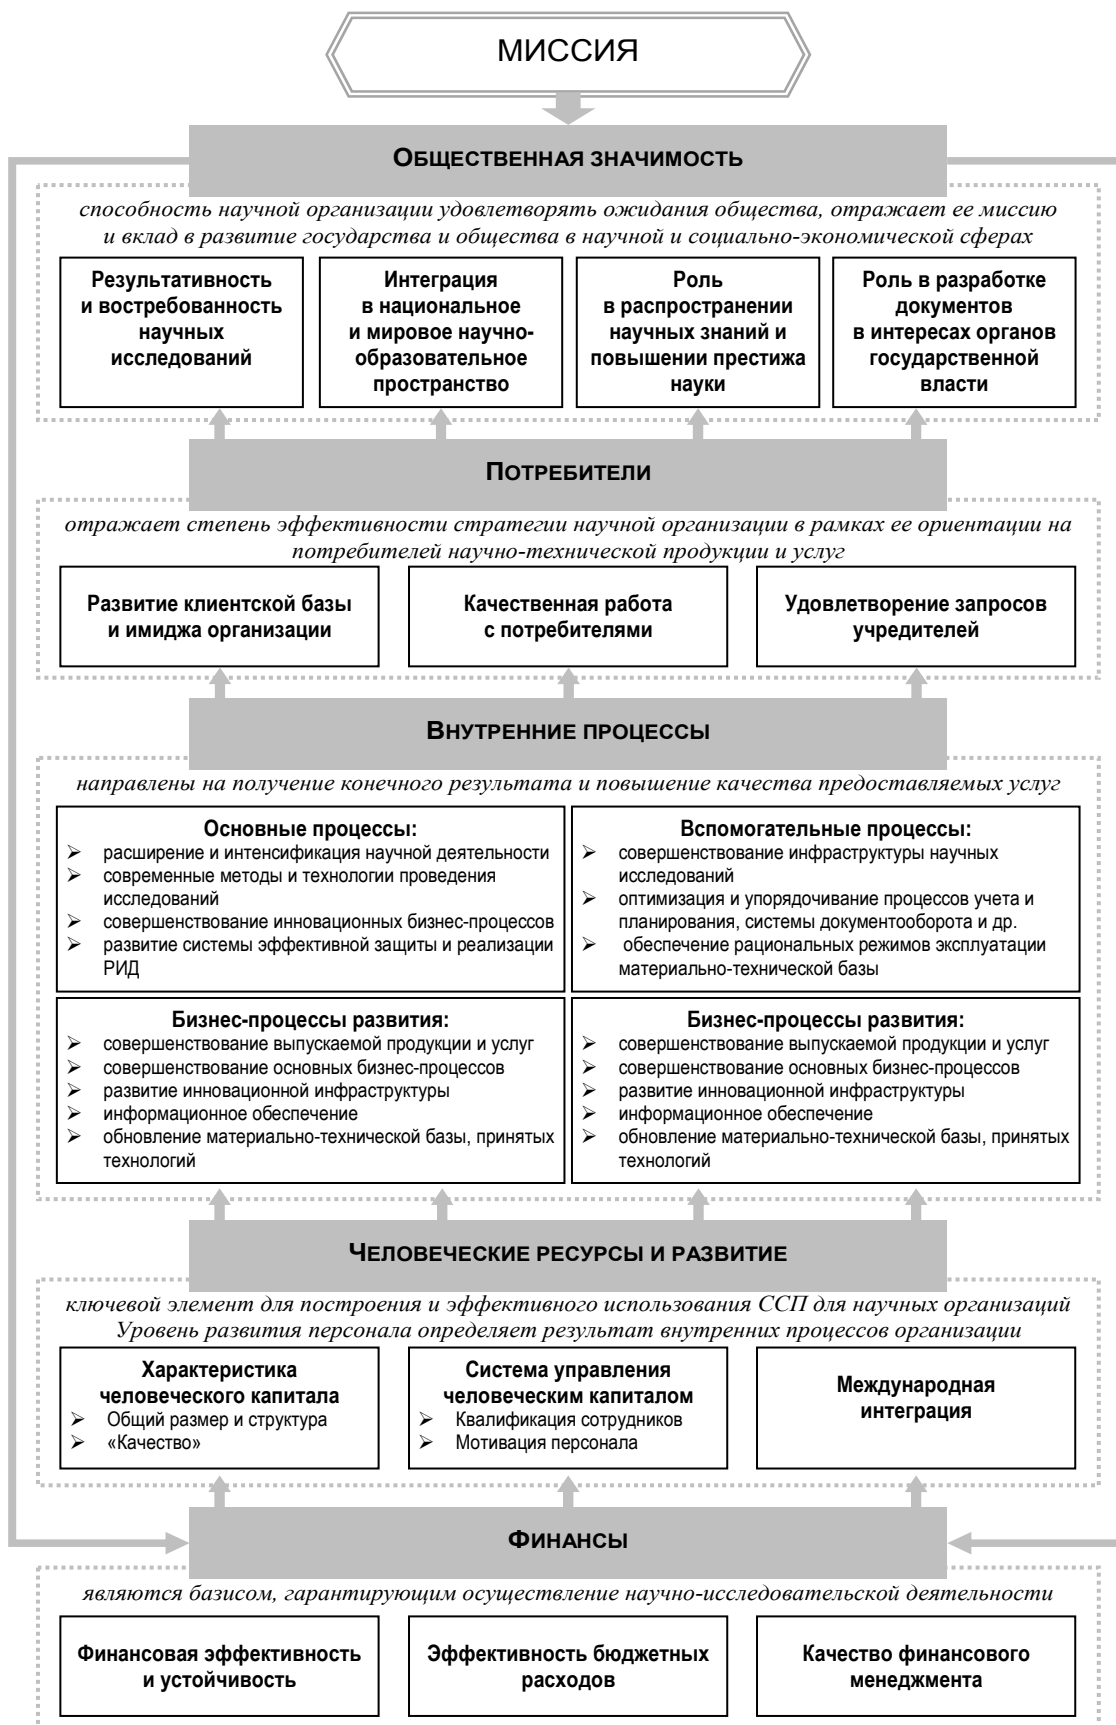 МИССИЯ
ОБЩЕСТВЕННАЯ ЗНАЧИМОСТЬ
способность научной организации удовлетворять ожидания общества, отражает ее миссию
и вклад в развитие государства и общества в научной и социально-экономической сферах
Результативность
и востребованность
научных
исследований
Интеграция
в национальное
и мировое научно-
образовательное
пространство
Роль
в распространении
научных знаний и
повышении престижа
науки
Роль в разработке
документов
в интересах органов
государственной
власти
ПОТРЕБИТЕЛИ
отражает степень эффективности стратегии научной организации в рамках ее ориентации на
потребителей научно-технической продукции и услуг
Развитие клиентской базы
и имиджа организации
Качественная работа
с потребителями
Удовлетворение запросов
учредителей
ВНУТРЕННИЕ ПРОЦЕССЫ
направлены на получение конечного результата и повышение качества предоставляемых услуг
Основные процессы:
➢ расширение и интенсификация научной деятельности
➢ современные методы и технологии проведения
исследований
➢ совершенствование инновационных бизнес-процессов
➢ развитие системы эффективной защиты и реализации
РИД
Вспомогательные процессы:
➢ совершенствование инфраструктуры научных
исследований
➢ оптимизация и упорядочивание процессов учета и
планирования, системы документооборота и др.
➢ обеспечение рациональных режимов эксплуатации
материально-технической базы
Бизнес-процессы развития:
➢ совершенствование выпускаемой продукции и услуг
➢ совершенствование основных бизнес-процессов
➢ развитие инновационной инфраструктуры
➢ информационное обеспечение
➢ обновление материально-технической базы, принятых
технологий
Бизнес-процессы развития:
➢ совершенствование выпускаемой продукции и услуг
➢ совершенствование основных бизнес-процессов
➢ развитие инновационной инфраструктуры
➢ информационное обеспечение
➢ обновление материально-технической базы, принятых
технологий
ЧЕЛОВЕЧЕСКИЕ РЕСУРСЫ И РАЗВИТИЕ
ключевой элемент для построения и эффективного использования ССП для научных организаций
Уровень развития персонала определяет результат внутренних процессов организации
Характеристика
человеческого капитала
➢ Общий размер и структура
➢ «Качество»
Система управления
человеческим капиталом
➢ Квалификация сотрудников
➢ Мотивация персонала
Международная
интеграция
ФИНАНСЫ
являются базисом, гарантирующим осуществление научно-исследовательской деятельности
Финансовая эффективность
и устойчивость
Эффективность бюджетных
расходов
Качество финансового
менеджмента